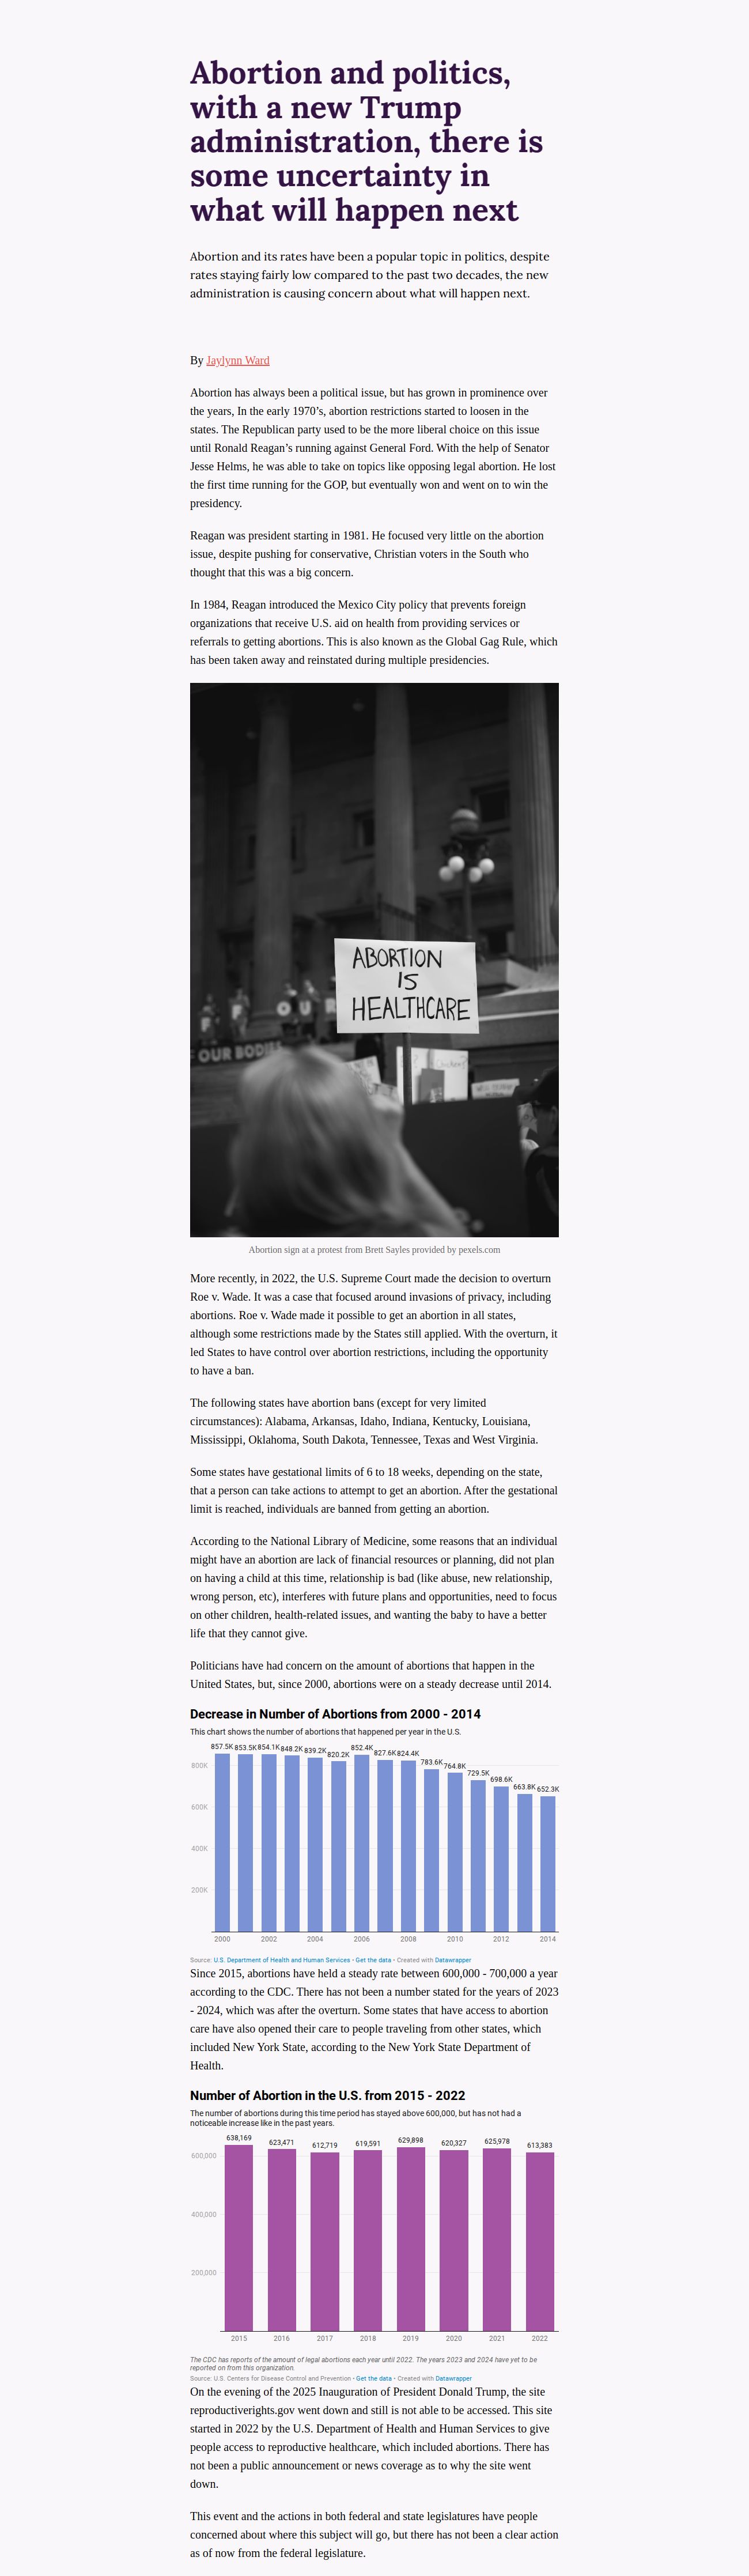 Abortion and politics,
with a new Trump
administration, there is
some uncertainty in
what will happen next
Abortion and its rates have been a popular topic in politics, despite
rates staying fairly low compared to the past two decades, the new
administration is causing concern about what will happen next.
By Jaylynn Ward
Abortion has always been a political issue, but has grown in prominence over
the years, In the early 1970’s, abortion restrictions started to loosen in the
states. The Republican party used to be the more liberal choice on this issue
until Ronald Reagan’s running against General Ford. With the help of Senator
Jesse Helms, he was able to take on topics like opposing legal abortion. He lost
the first time running for the GOP, but eventually won and went on to win the
presidency.
Reagan was president starting in 1981. He focused very little on the abortion
issue, despite pushing for conservative, Christian voters in the South who
thought that this was a big concern.
In 1984, Reagan introduced the Mexico City policy that prevents foreign
organizations that receive U.S. aid on health from providing services or
referrals to getting abortions. This is also known as the Global Gag Rule, which
has been taken away and reinstated during multiple presidencies.
ABORTION
IS
HEALTHCARE
F F OUR
OUR BODIES
Abortion sign at a protest from Brett Sayles provided by pexels.com
More recently, in 2022, the U.S. Supreme Court made the decision to overturn
Roe v. Wade. It was a case that focused around invasions of privacy, including
abortions. Roe v. Wade made it possible to get an abortion in all states,
although some restrictions made by the States still applied. With the overturn, it
led States to have control over abortion restrictions, including the opportunity
to have a ban.
The following states have abortion bans (except for very limited
circumstances): Alabama, Arkansas, Idaho, Indiana, Kentucky, Louisiana,
Mississippi, Oklahoma, South Dakota, Tennessee, Texas and West Virginia.
Some states have gestational limits of 6 to 18 weeks, depending on the state,
that a person can take actions to attempt to get an abortion. After the gestational
limit is reached, individuals are banned from getting an abortion.
According to the National Library of Medicine, some reasons that an individual
might have an abortion are lack of financial resources or planning, did not plan
on having a child at this time, relationship is bad (like abuse, new relationship,
wrong person, etc), interferes with future plans and opportunities, need to focus
on other children, health-related issues, and wanting the baby to have a better
life that they cannot give.
Politicians have had concern on the amount of abortions that happen in the
United States, but, since 2000, abortions were on a steady decrease until 2014.
Decrease in Number of Abortions from 2000 - 2014
This chart shows the number of abortions that happened per year in the U.S.
857.5K 853.5K 854.1K 848.2K 839.2K 820.2K 852.4K 827.6K 824.4K 783.6K 764.8K 729.5K 698.6K 663.8K 652.3K
800K
600K
400K
200K
2000 2002 2004 2006 2008 2010 2012 2014
Source: U.S. Department of Health and Human Services • Get the data • Created with Datawrapper
Since 2015, abortions have held a steady rate between 600,000 - 700,000 a year
according to the CDC. There has not been a number stated for the years of 2023
- 2024, which was after the overturn. Some states that have access to abortion
care have also opened their care to people traveling from other states, which
included New York State, according to the New York State Department of
Health.
Number of Abortion in the U.S. from 2015 - 2022
The number of abortions during this time period has stayed above 600,000, but has not had a
noticeable increase like in the past years.
638,169 623,471 612,719 619,591 629,898 620,327 625,978 613,383
600,000
400,000
200,000
2015 2016 2017 2018 2019 2020 2021 2022
The CDC has reports of the amount of legal abortions each year until 2022. The years 2023 and 2024 have yet to be
reported on from this organization.
Source: U.S. Centers for Disease Control and Prevention • Get the data • Created with Datawrapper
On the evening of the 2025 Inauguration of President Donald Trump, the site
reproductiverights.gov went down and still is not able to be accessed. This site
started in 2022 by the U.S. Department of Health and Human Services to give
people access to reproductive healthcare, which included abortions. There has
not been a public announcement or news coverage as to why the site went
down.
This event and the actions in both federal and state legislatures have people
concerned about where this subject will go, but there has not been a clear action
as of now from the federal legislature.